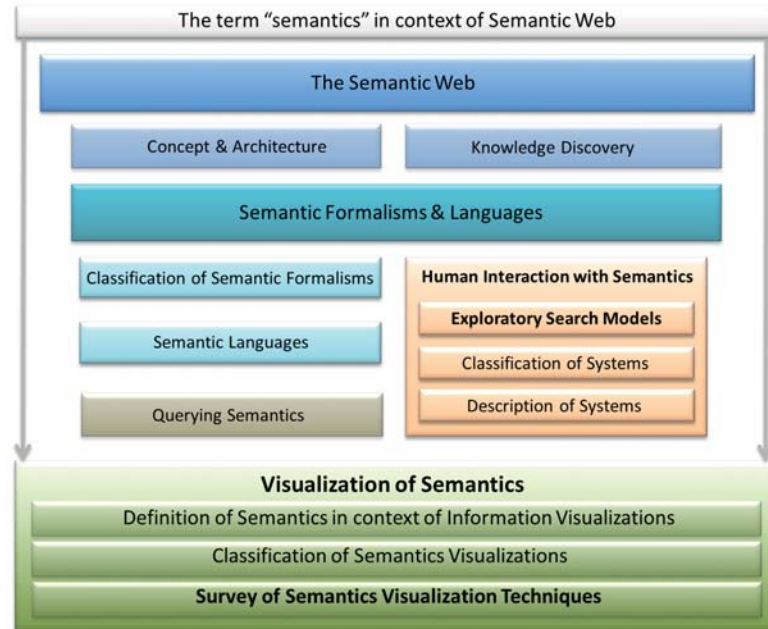 The term “semantics” in context of Semantic Web
The Semantic Web
Concept & Architecture
Knowledge Discovery
Semantic Formalisms & Languages
Classification of Semantic Formalisms
Semantic Languages
Querying Semantics
Human Interaction with Semantics
Exploratory Search Models
Classification of Systems
Description of Systems
Visualization of Semantics
Definition of Semantics in context of Information Visualizations
Classification of Semantics Visualizations
Survey of Semantics Visualization Techniques